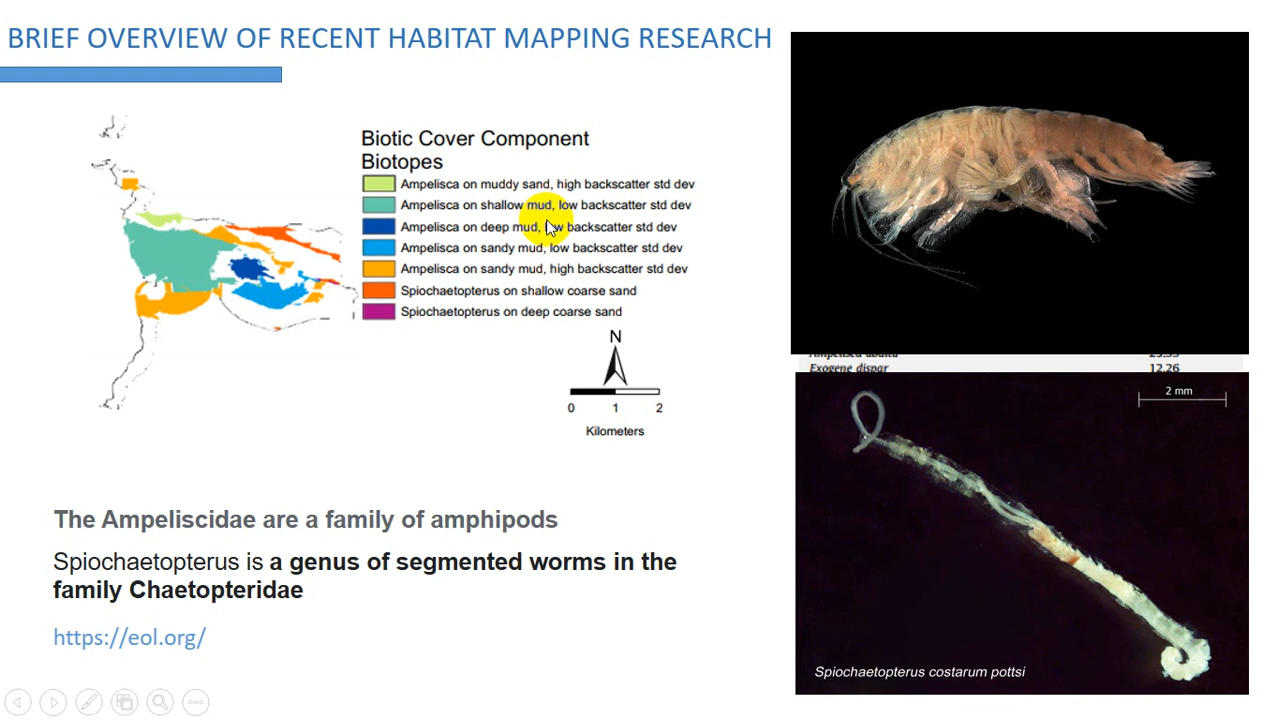 BRIEF OVERVIEW OF RECENT HABITAT MAPPING RESEARCH
Biotic Cover Component
Biotopes
Ampelisca on muddy sand, high backscatter std dev
Ampelisca on shallow mud, low backscatter std dev
Ampelisca on deep mud, low backscatter std dev
Ampelisca on sandy mud, low backscatter std dev
Ampelisca on sandy mud, high backscatter std dev
Spiochaetopterus on shallow coarse sand
Spiochaetopterus on deep coarse sand
N
0 1 2
Kilometers
The Ampeliscidae are a family of amphipods
Spiochaetopterus is a genus of segmented worms in the
family Chaetopteridae
https://eol.org/
Exogene dispar 12.26
2 mm
Spiochaetopterus costarum pottsi